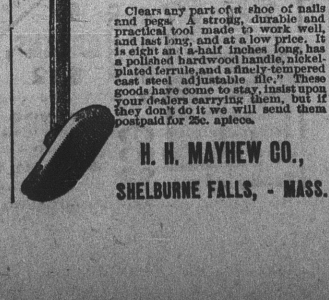 Clears any part of a shoe of nails
and pegs. A strong, durable and
practical tool made to work well,
and last long, and at a low price. It
is eight and a-half inches long, has
a polished hardwood handle, nickel-
plated ferrule, and a finely-tempered
cast steel adjustable file." These
goods have come to stay, insist upon
your dealers carrying them, but if
they don't do it we will send them
postpaid for 25c. apiece.
H. H. MAYHEW CO.,
SHELBURNE FALLS, - MASS.